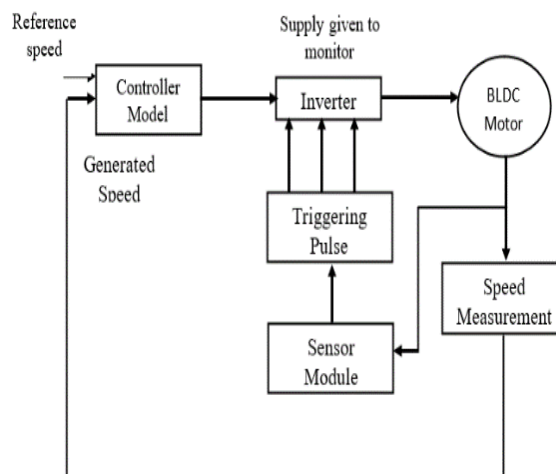 Reference
speed
Supply given to
monitor
Controller
Model
Inverter
BLDC
Motor
Generated
Speed
Triggering
Pulse
Speed
Measurement
Sensor
Module